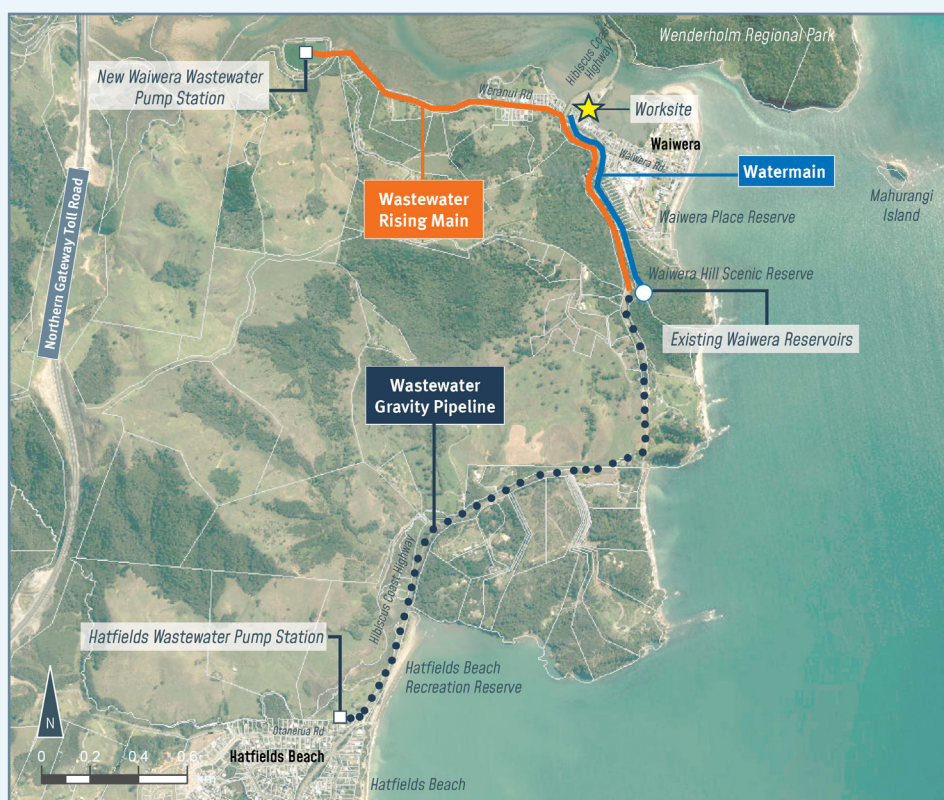 Wenderholm Regional Park
Hibiscus Coast
Highway
New Waiwera Wastewater
Pump Station
Weranui Rd
Worksite
Waiwera
Waiwera Rd
Watermain
Wastewater
Rising Main
Mahurangi
Island
Waiwera Place Reserve
Northern Gateway Toll Road
Waiwera Hill Scenic Reserve
Existing Waiwera Reservoirs
Wastewater
Gravity Pipeline
Hibiscus Coast Highway
Hatfields Wastewater Pump Station
Hatfields Beach
Recreation Reserve
N
Otanerua Rd
Hatfields Beach
0 0.2 0.4 0.6
km
Hatfields Beach